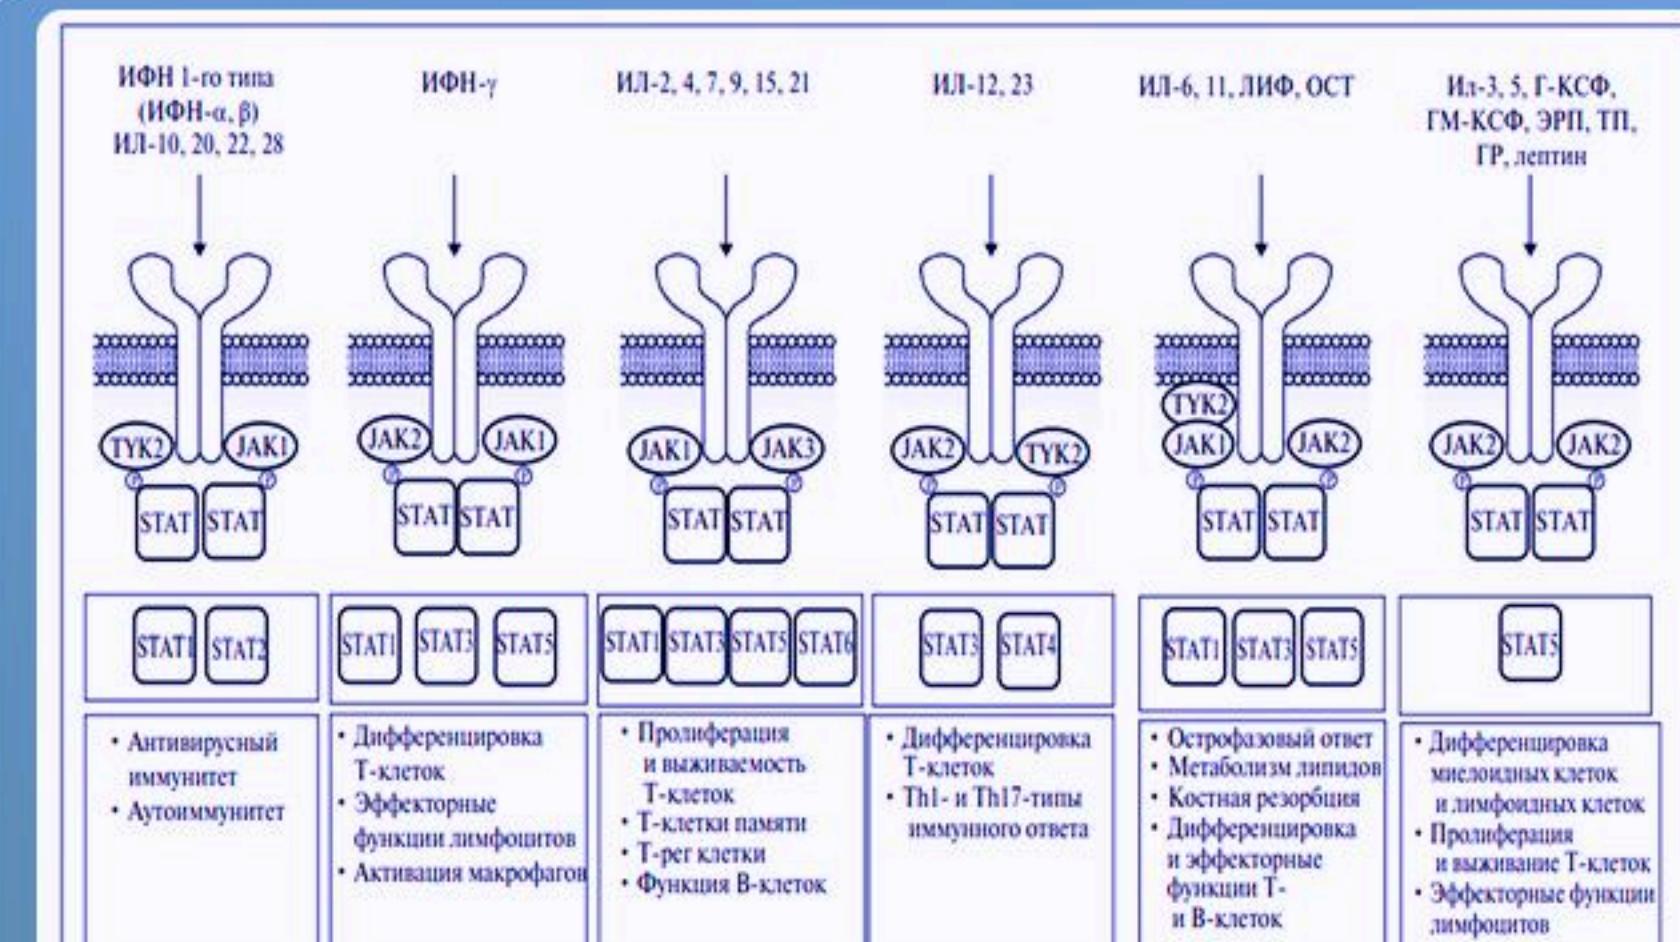 ИФН 1-го типа
(ИФН-α, β)
ИЛ-10, 20, 22, 28
ИФН-γ
ИЛ-2, 4, 7, 9, 15, 21
ИЛ-12, 23
ИЛ-6, 11, ЛИФ, ОСТ
Ил-3, 5, Г-КСФ,
ГМ-КСФ, ЭРП, ТП,
ГР, лептин
TYK2 JAK1
P P
STAT STAT
JAK2 JAK1
P P
STAT STAT
JAK1 JAK3
P P
STAT STAT
JAK2 TYK2
P P
STAT STAT
TYK2
JAK1 JAK2
P P
STAT STAT
JAK2 JAK2
P P
STAT STAT
STAT1 STAT2
STAT1 STAT3 STAT5
STAT1 STAT3 STAT5 STAT6
STAT3 STAT4
STAT1 STAT3 STAT5
STAT5
• Антивирусный
иммунитет
• Аутоиммунитет
• Дифференцировка
Т-клеток
• Эффекторные
функции лимфоцитов
• Активация макрофагов
• Пролиферация
и выживаемость
Т-клеток
• Т-клетки памяти
• Т-рег клетки
• Функция В-клеток
• Дифференцировка
Т-клеток
• Th1- и Th17-типы
иммунного ответа
• Острофазовый ответ
• Метаболизм липидов
• Костная резорбция
• Дифференцировка
и эффекторные
функции Т-
и В-клеток
• Дифференцировка
миелоидных клеток
и лимфоидных клеток
• Пролиферация
и выживание Т-клеток
• Эффекторные функции
лимфоцитов